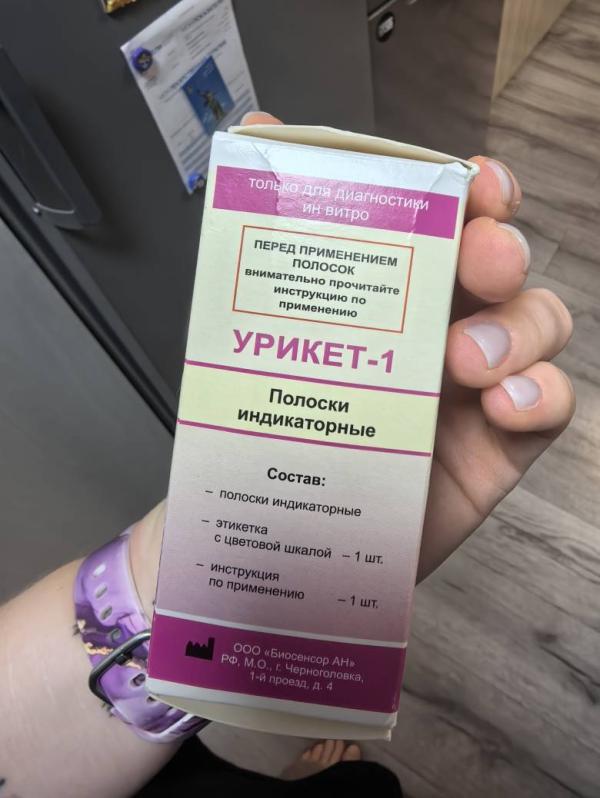 только для диагностики
ин витро
ПЕРЕД ПРИМЕНЕНИЕМ
ПОЛОСОК
внимательно прочитайте
инструкцию по
применению
УРИКЕТ-1
Полоски
индикаторные
Состав:
– полоски индикаторные
– этикетка
с цветовой шкалой – 1 шт.
– инструкция
по применению – 1 шт.
ООО «Биосенсор АН»
РФ, М.О., г. Черноголовка,
1-й проезд, д. 4